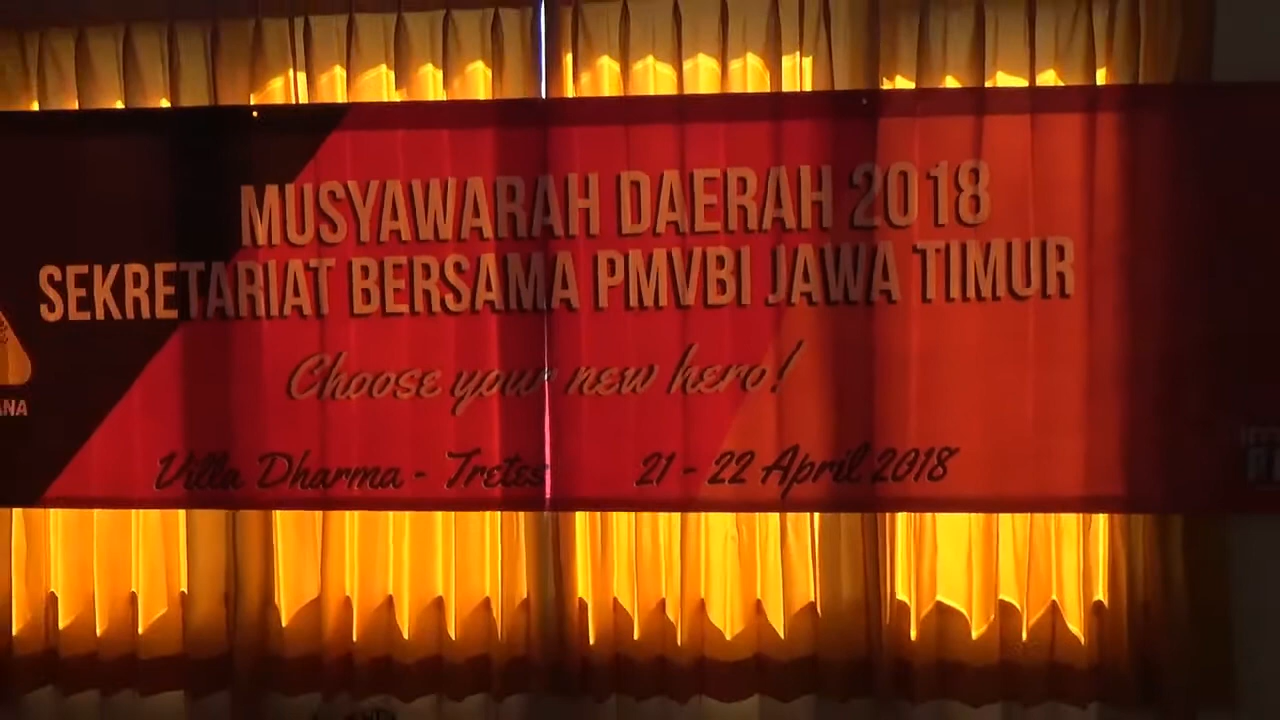 MUSYAWARAH DAERAH 2018
SEKRETARIAT BERSAMA PMVBI JAWA TIMUR
Choose your new hero!
Villa Dharma - Tretes 21 - 22 April 2018